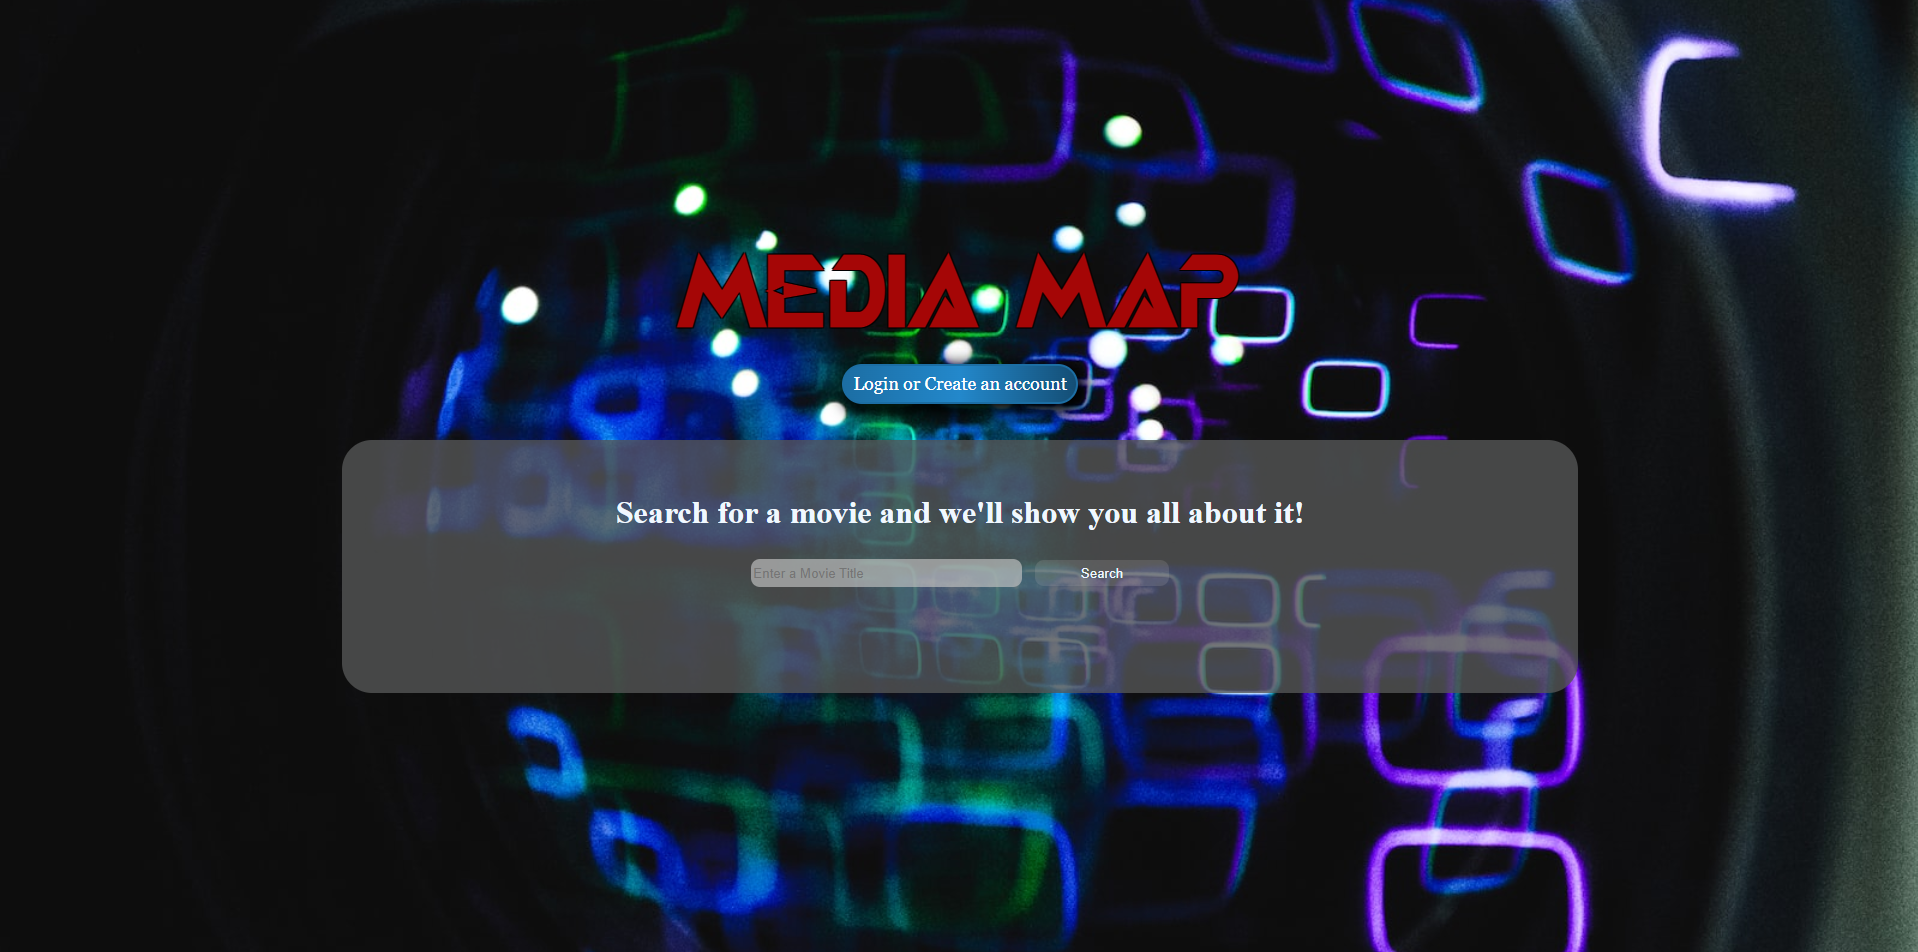 MEDIA MAP
Login or Create an account
Search for a movie and we'll show you all about it!
Enter a Movie Title
Search